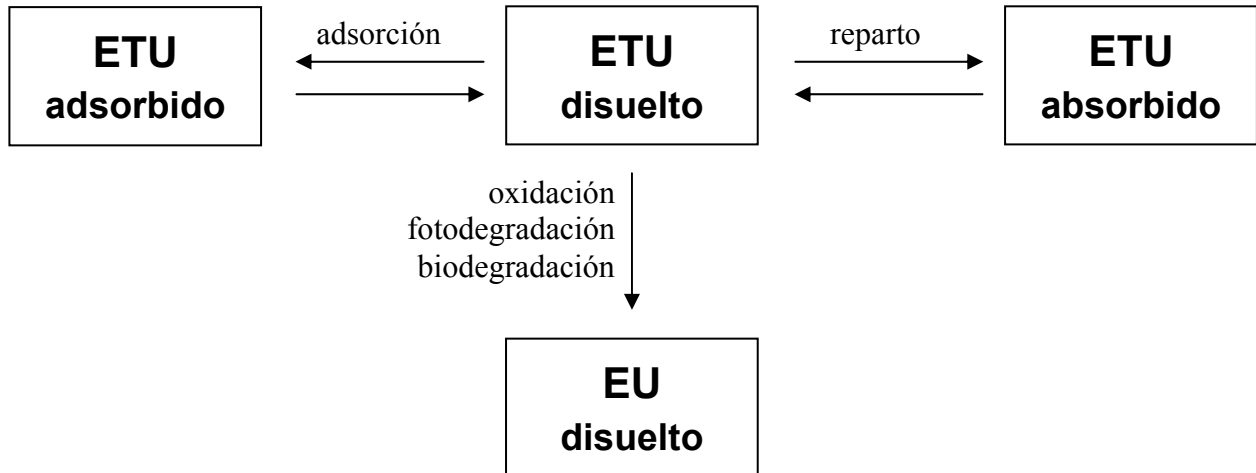 ETU
adsorbido
adsorción
ETU
disuelto
reparto
ETU
absorbido
oxidación
fotodegradación
biodegradación
EU
disuelto